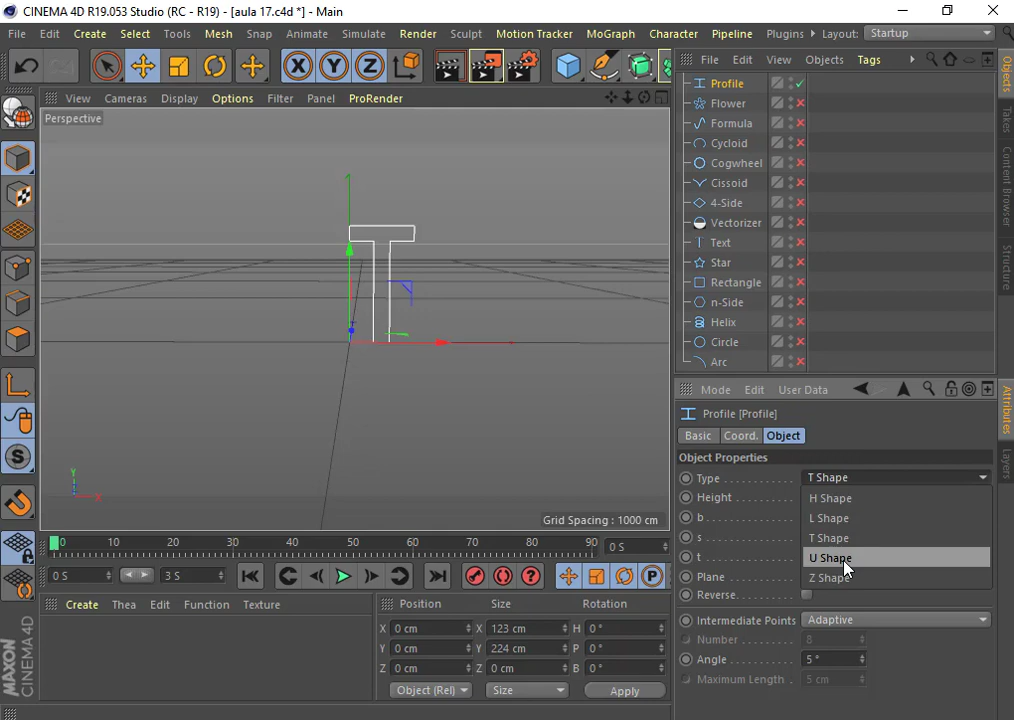 CINEMA 4D R19.053 Studio (RC - R19) - [aula 17.c4d *] - Main
File Edit Create Select Tools Mesh Snap Animate Simulate Render Sculpt Motion Tracker MoGraph Character Pipeline Plugins Layout: Startup
X Y Z
File Edit View Objects Tags
View Cameras Display Options Filter Panel ProRender
Perspective
Profile
Flower
Formula
Cycloid
Cogwheel
Cissoid
4-Side
Vectorizer
Text
Star
Rectangle
n-Side
Helix
Circle
Arc
Objects
Takes
Content Browser
Structure
Mode Edit User Data
Profile [Profile]
Basic Coord. Object
Object Properties
Type T Shape
Height
b
s
t
Plane
Reverse
H Shape
L Shape
T Shape
U Shape
Z Shape
Intermediate Points Adaptive
Number 8
Angle 5 °
Maximum Length 5 cm
Attributes
Layers
Y
X
Grid Spacing : 1000 cm
0 10 20 30 40 50 60 70 80 90 0 S
0 S 3 S
P
S
Create Thea Edit Function Texture
Position Size Rotation
X 0 cm X 123 cm H 0 °
Y 0 cm Y 224 cm P 0 °
Z 0 cm Z 0 cm B 0 °
Object (Rel) Size Apply
MAXON
CINEMA 4D